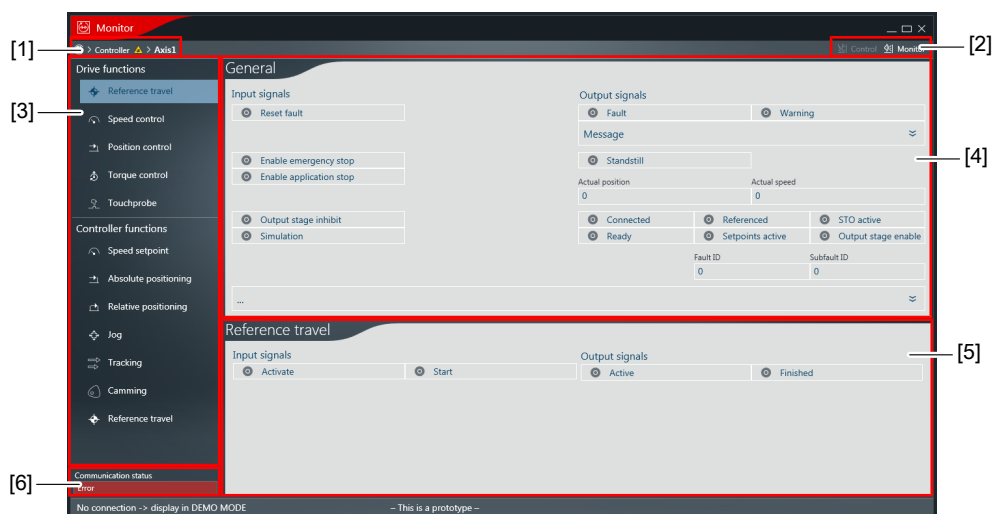 Monitor
[1]
> Controller > Axis1
Control Monitor
[2]
Drive functions
Reference travel
[3]
Speed control
Position control
Torque control
Touchprobe
Controller functions
Speed setpoint
Absolute positioning
Relative positioning
Jog
Tracking
Camming
Reference travel
General
Input signals
Output signals
Reset fault
Fault
Warning
Message
Enable emergency stop
Standstill
[4]
Enable application stop
Actual position
Actual speed
0
0
Output stage inhibit
Connected
Referenced
STO active
Simulation
Ready
Setpoints active
Output stage enable
Fault ID
Subfault ID
0
0
...
Reference travel
Input signals
Output signals
[5]
Activate
Start
Active
Finished
Communication status
[6]
Error
No connection -> display in DEMO MODE
– This is a prototype –